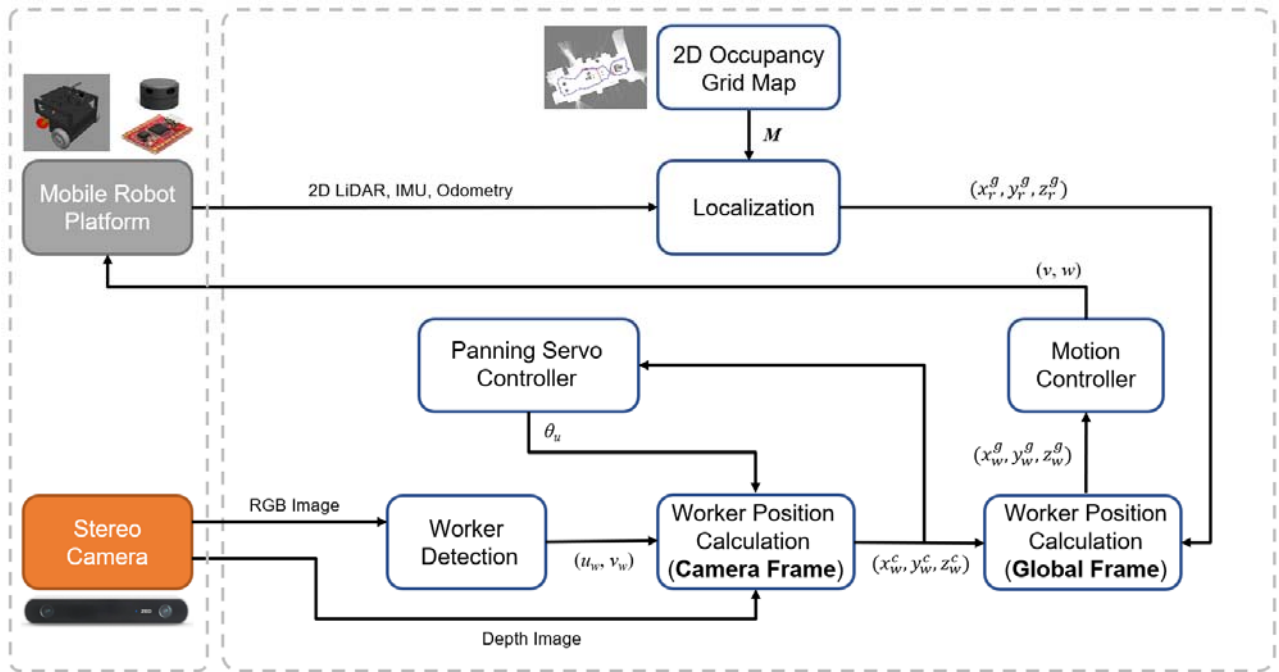 2D Occupancy
Grid Map
M
Mobile Robot
Platform
2D LiDAR, IMU, Odometry
Localization
(x_r^g, y_r^g, z_r^g)
(v, w)
Panning Servo
Controller
Motion
Controller
θ_u
(x_w^g, y_w^g, z_w^g)
Stereo
Camera
RGB Image
Worker
Detection
(u_w, v_w)
Worker Position
Calculation
(Camera Frame)
(x_w^c, y_w^c, z_w^c)
Worker Position
Calculation
(Global Frame)
Depth Image